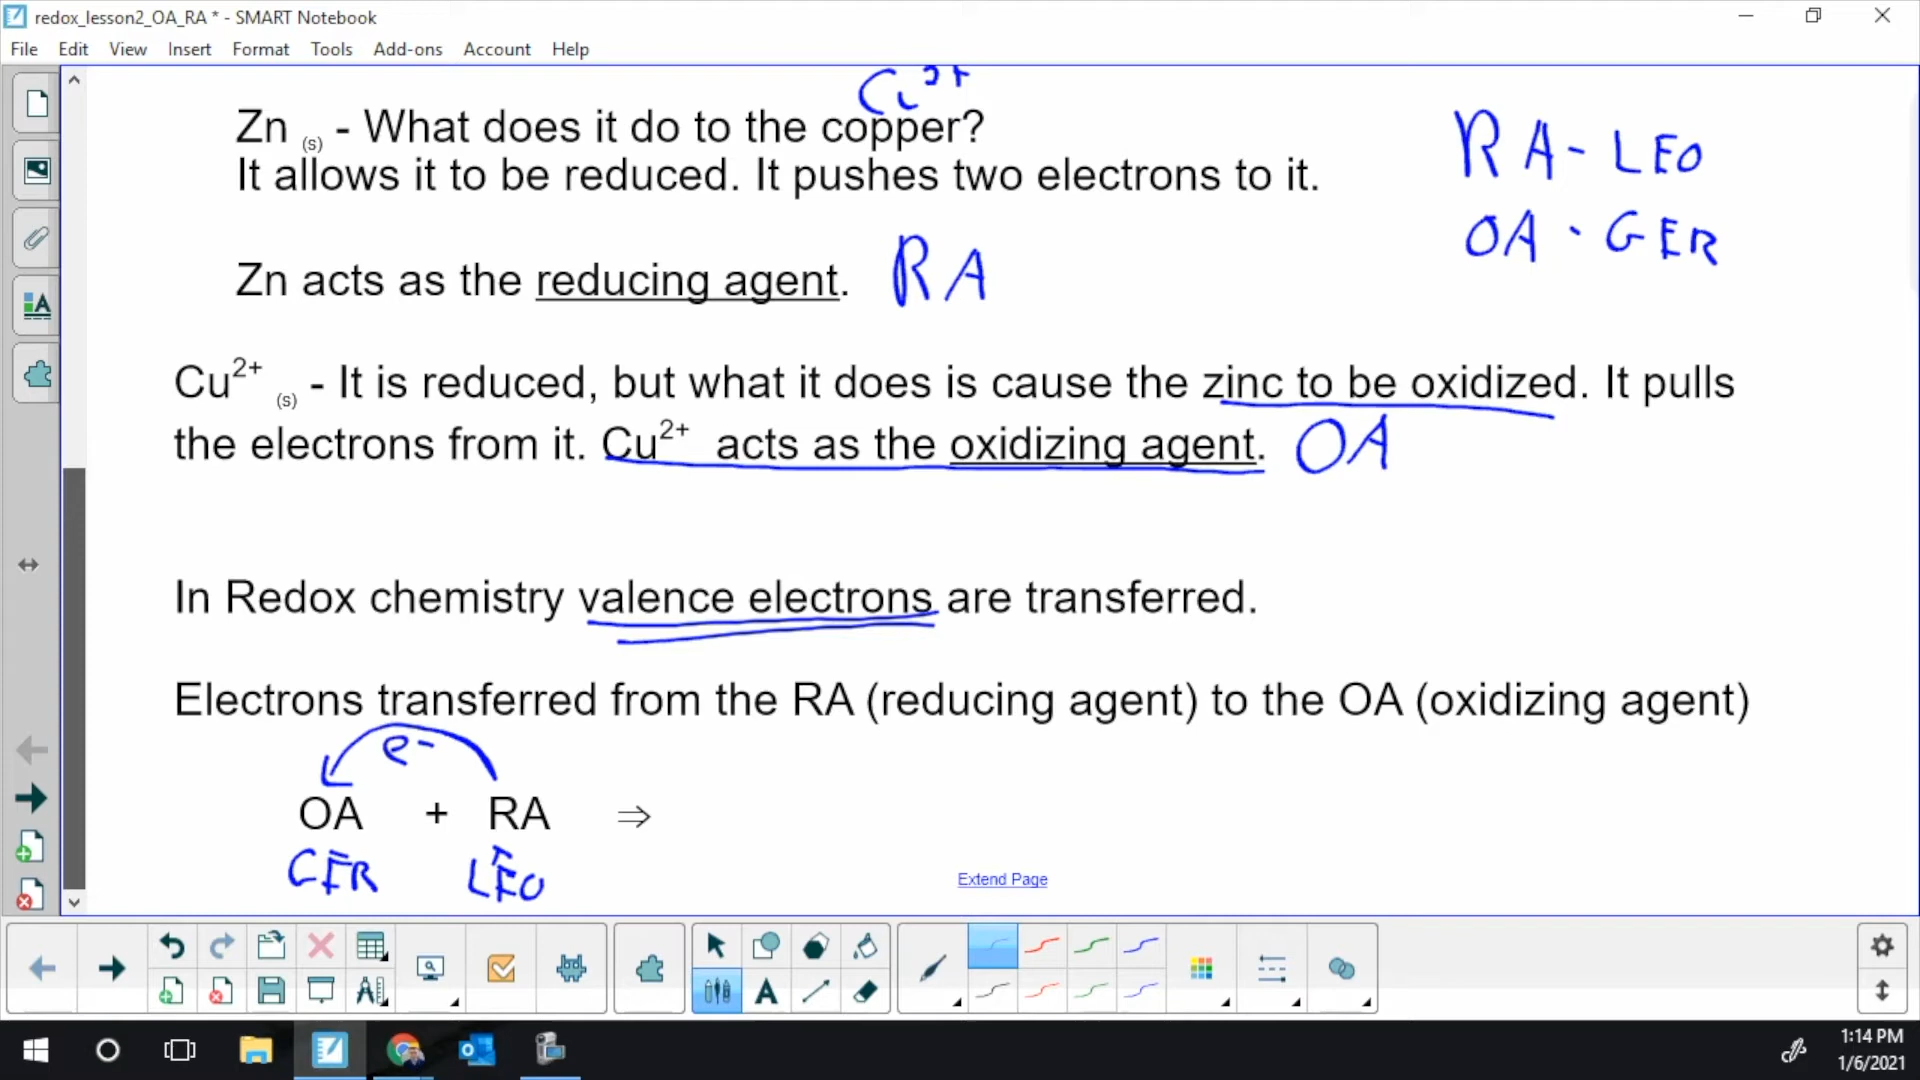 redox_lesson2_OA_RA * - SMART Notebook
File Edit View Insert Format Tools Add-ons Account Help
Cu2+
Zn (s) - What does it do to the copper?
It allows it to be reduced. It pushes two electrons to it.
RA - LEO
OA - GER
Zn acts as the reducing agent. RA
Cu2+ (s) - It is reduced, but what it does is cause the zinc to be oxidized. It pulls
the electrons from it. Cu2+ acts as the oxidizing agent. OA
In Redox chemistry valence electrons are transferred.
Electrons transferred from the RA (reducing agent) to the OA (oxidizing agent)
e-
OA + RA ⇒
GER LEO
Extend Page
1:14 PM
1/6/2021